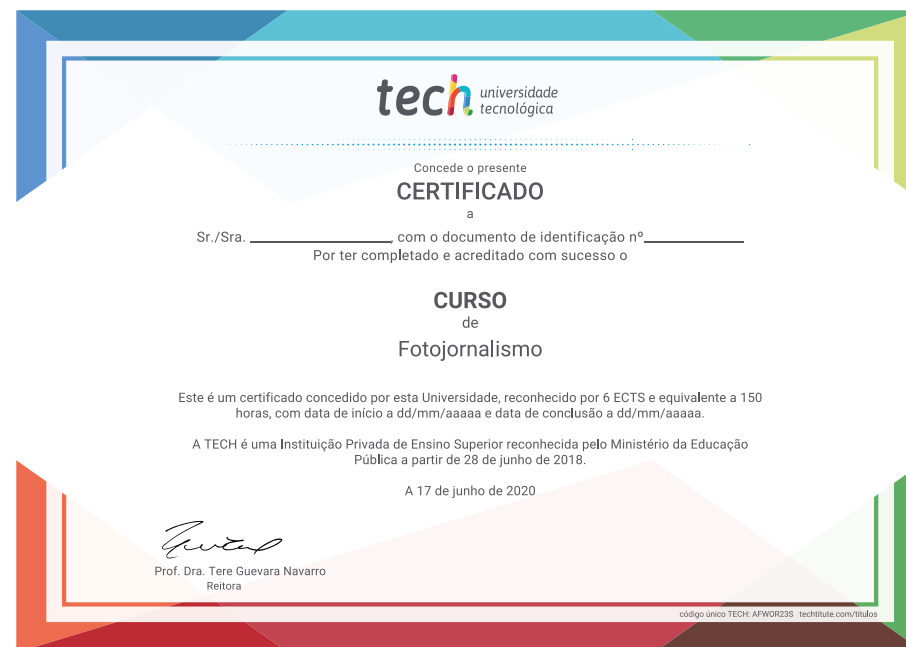 tech universidade
tecnológica
Concede o presente
CERTIFICADO
a
Sr./Sra. ____________, com o documento de identificação nº____________
Por ter completado e acreditado com sucesso o
CURSO
de
Fotojornalismo
Este é um certificado concedido por esta Universidade, reconhecido por 6 ECTS e equivalente a 150
horas, com data de início a dd/mm/aaaaa e data de conclusão a dd/mm/aaaaa.
A TECH é uma Instituição Privada de Ensino Superior reconhecida pelo Ministério da Educação
Pública a partir de 28 de junho de 2018.
A 17 de junho de 2020
Prof. Dra. Tere Guevara Navarro
Reitora
código único TECH: AFWOR23S techtitute.com/titulos